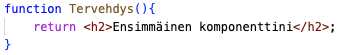 function Tervehdys(){
    return <h2>Ensimmäinen komponenttini</h2>;
}